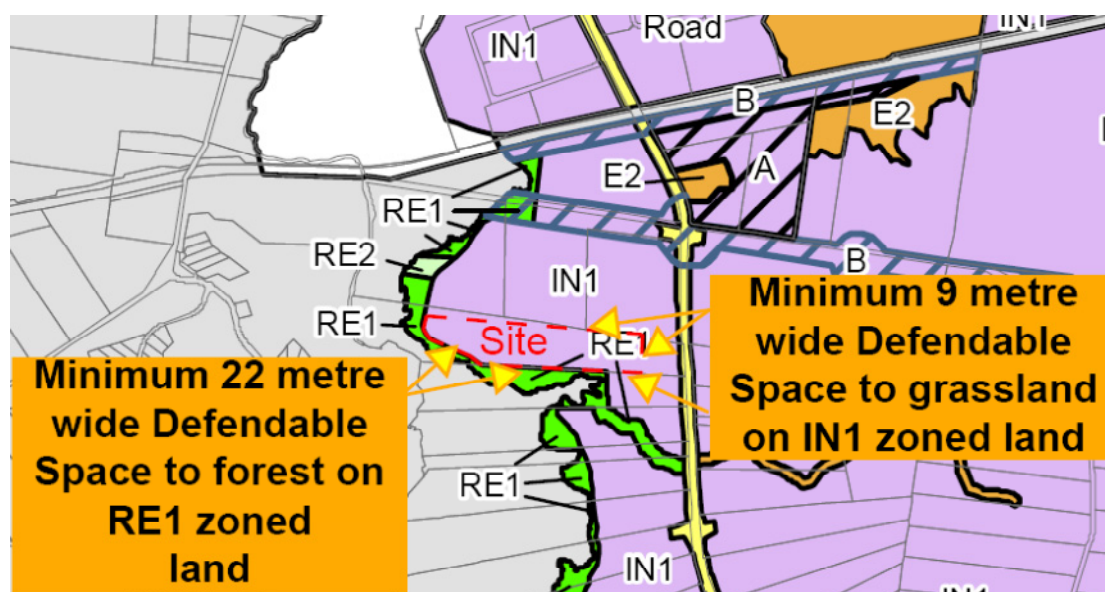 IN1
Road
IN1
B
E2
E2
A
RE1
RE2
B
IN1
RE1
Site
RE1
Minimum 9 metre
wide Defendable
Space to grassland
on IN1 zoned land
Minimum 22 metre
wide Defendable
Space to forest on
RE1 zoned
land
RE1
IN1